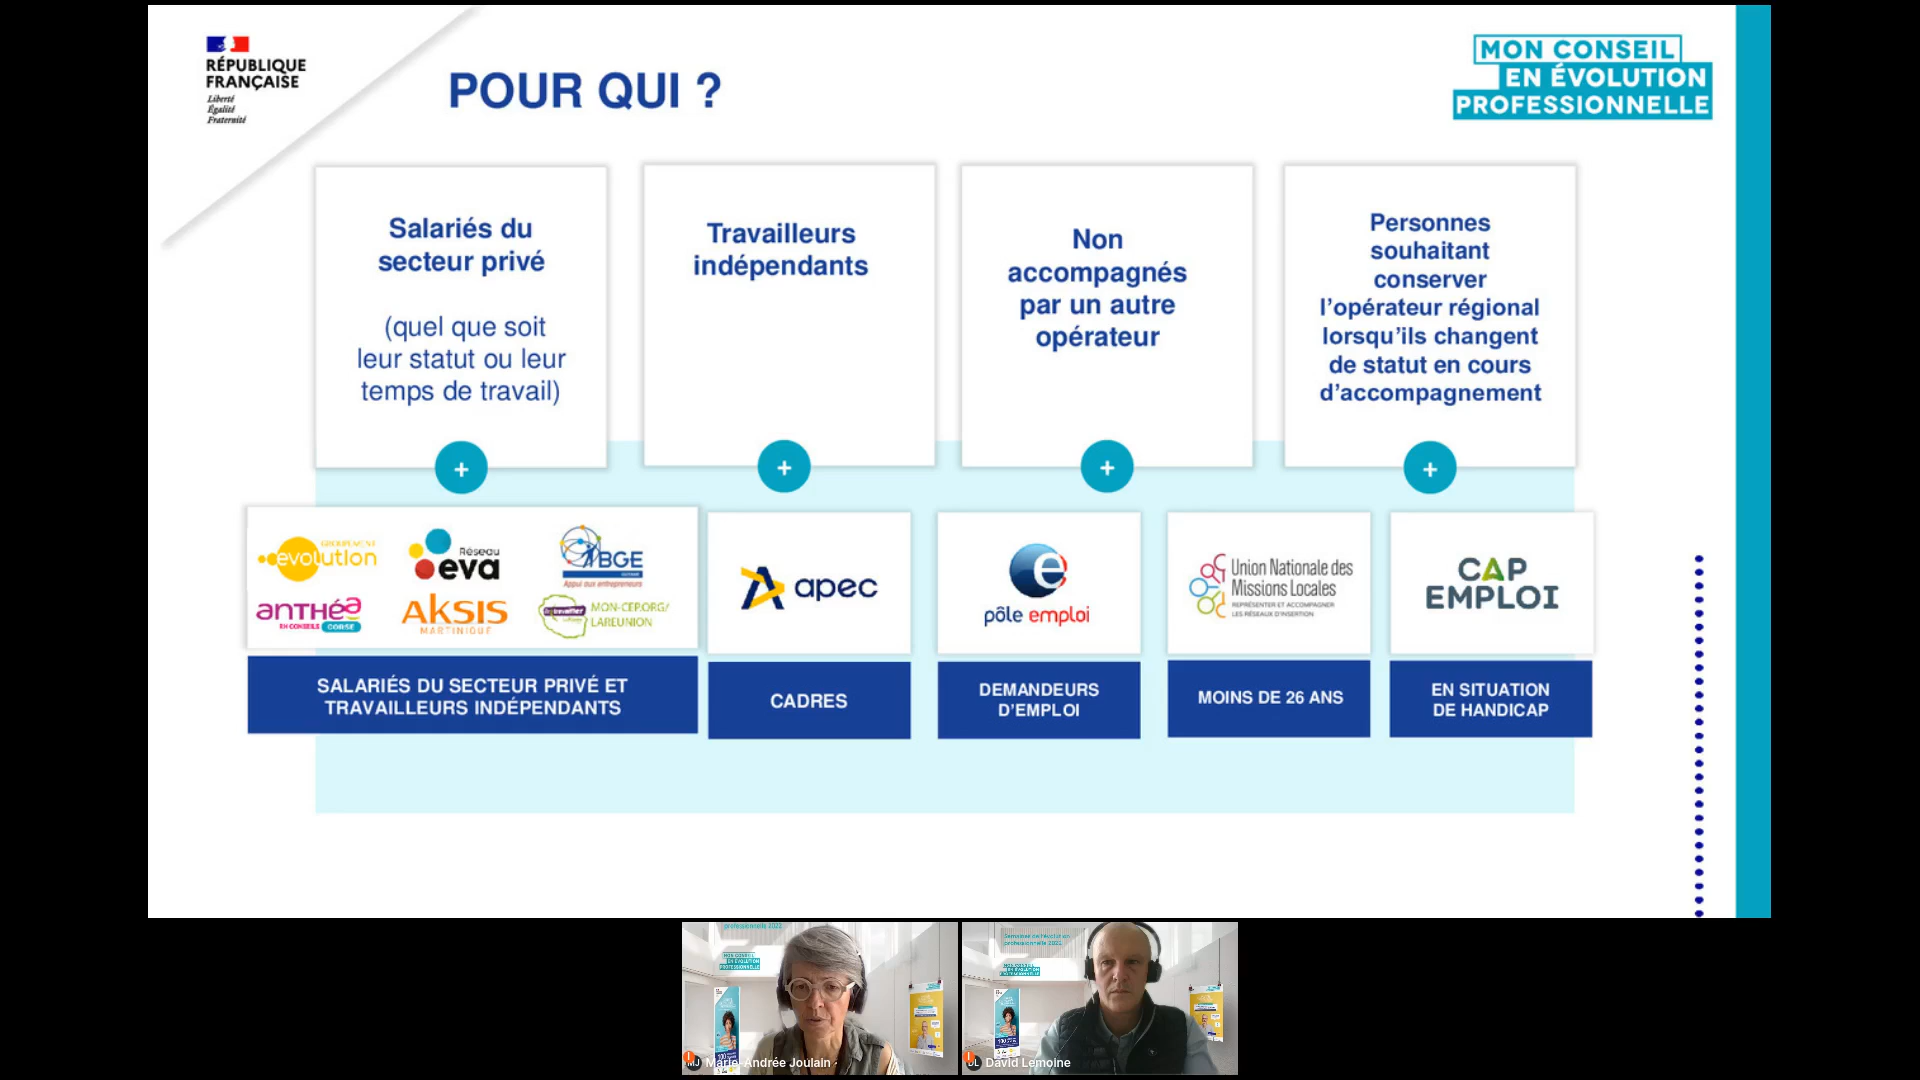 RÉPUBLIQUE
FRANÇAISE
Liberté
Égalité
Fraternité
POUR QUI ?
MON CONSEIL
EN ÉVOLUTION
PROFESSIONNELLE
Salariés du
secteur privé
(quel que soit
leur statut ou leur
temps de travail)
Travailleurs
indépendants
Non
accompagnés
par un autre
opérateur
Personnes
souhaitant
conserver
l’opérateur régional
lorsqu’ils changent
de statut en cours
d’accompagnement
+
+
+
+
GROUPEMENT
evolution
Réseau
eva
BGE
Appui aux entrepreneurs
anthéa
EN CONSEILS CORSE
AKSIS
MARTINIQUE
MON-CEP.ORG/
LAREUNION
apec
pôle emploi
Union Nationale des
Missions Locales
REPRÉSENTER ET ACCOMPAGNER
LES RÉSEAUX D'INSERTION
CAP
EMPLOI
SALARIÉS DU SECTEUR PRIVÉ ET
TRAVAILLEURS INDÉPENDANTS
CADRES
DEMANDEURS
D’EMPLOI
MOINS DE 26 ANS
EN SITUATION
DE HANDICAP
professionnelle 2022
MON CONSEIL
EN ÉVOLUTION
PROFESSIONNELLE
Marie-Andrée Joulain
Semaines de l'évolution
professionnelle 2022
MON CONSEIL
EN ÉVOLUTION
PROFESSIONNELLE
David Lemoine